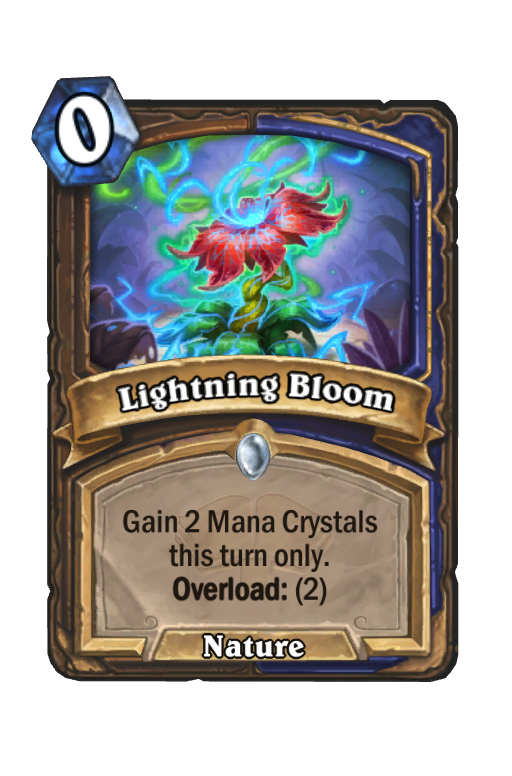 0
Lightning Bloom
Gain 2 Mana Crystals
this turn only.
Overload: (2)
Nature